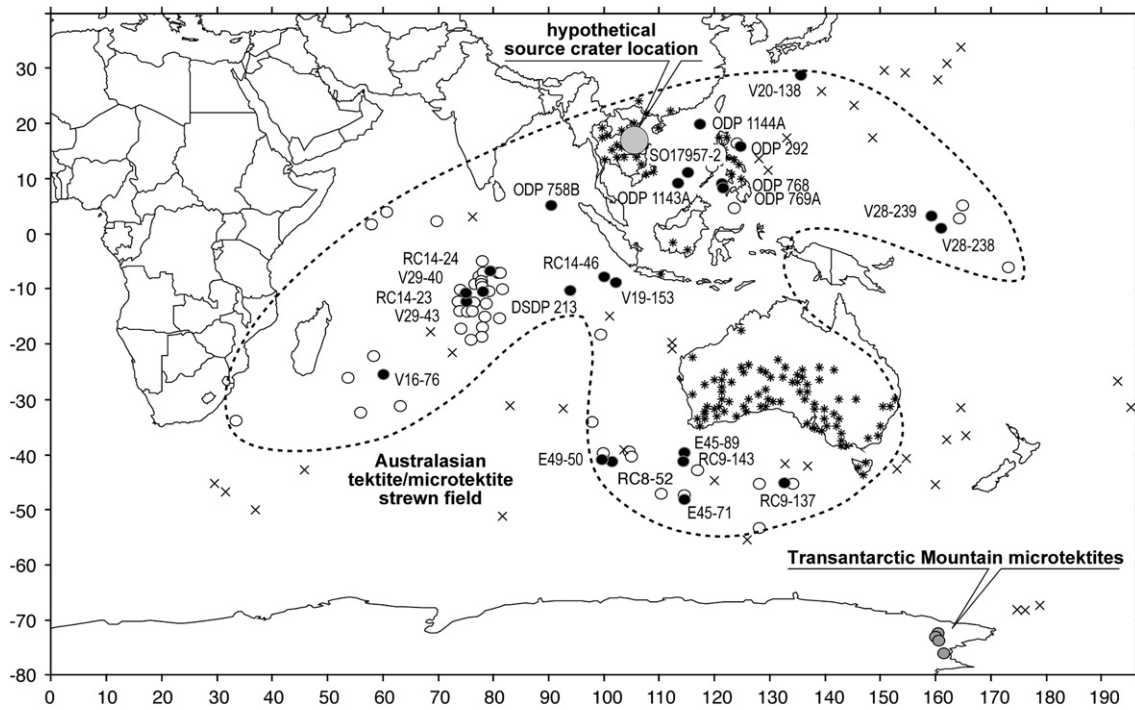 hypothetical
source crater location
30
V20-138
20
ODP 1144A
ODP 292
SO17957-2
10
ODP 758B
ODP 1143A
ODP 768
ODP 769A
V28-239
0
V28-238
RC14-24
RC14-46
V29-40
-10
RC14-23
DSDP 213
V19-153
V29-43
-20
V16-76
-30
-40
E45-89
Australasian
tektite/microtektite
strewn field
E49-50
RC9-143
RC8-52
RC9-137
-50
E45-71
Transantarctic Mountain microtektites
-60
-70
-80
0 10 20 30 40 50 60 70 80 90 100 110 120 130 140 150 160 170 180 190